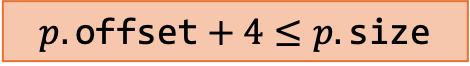 p.offset + 4 ≤ p.size